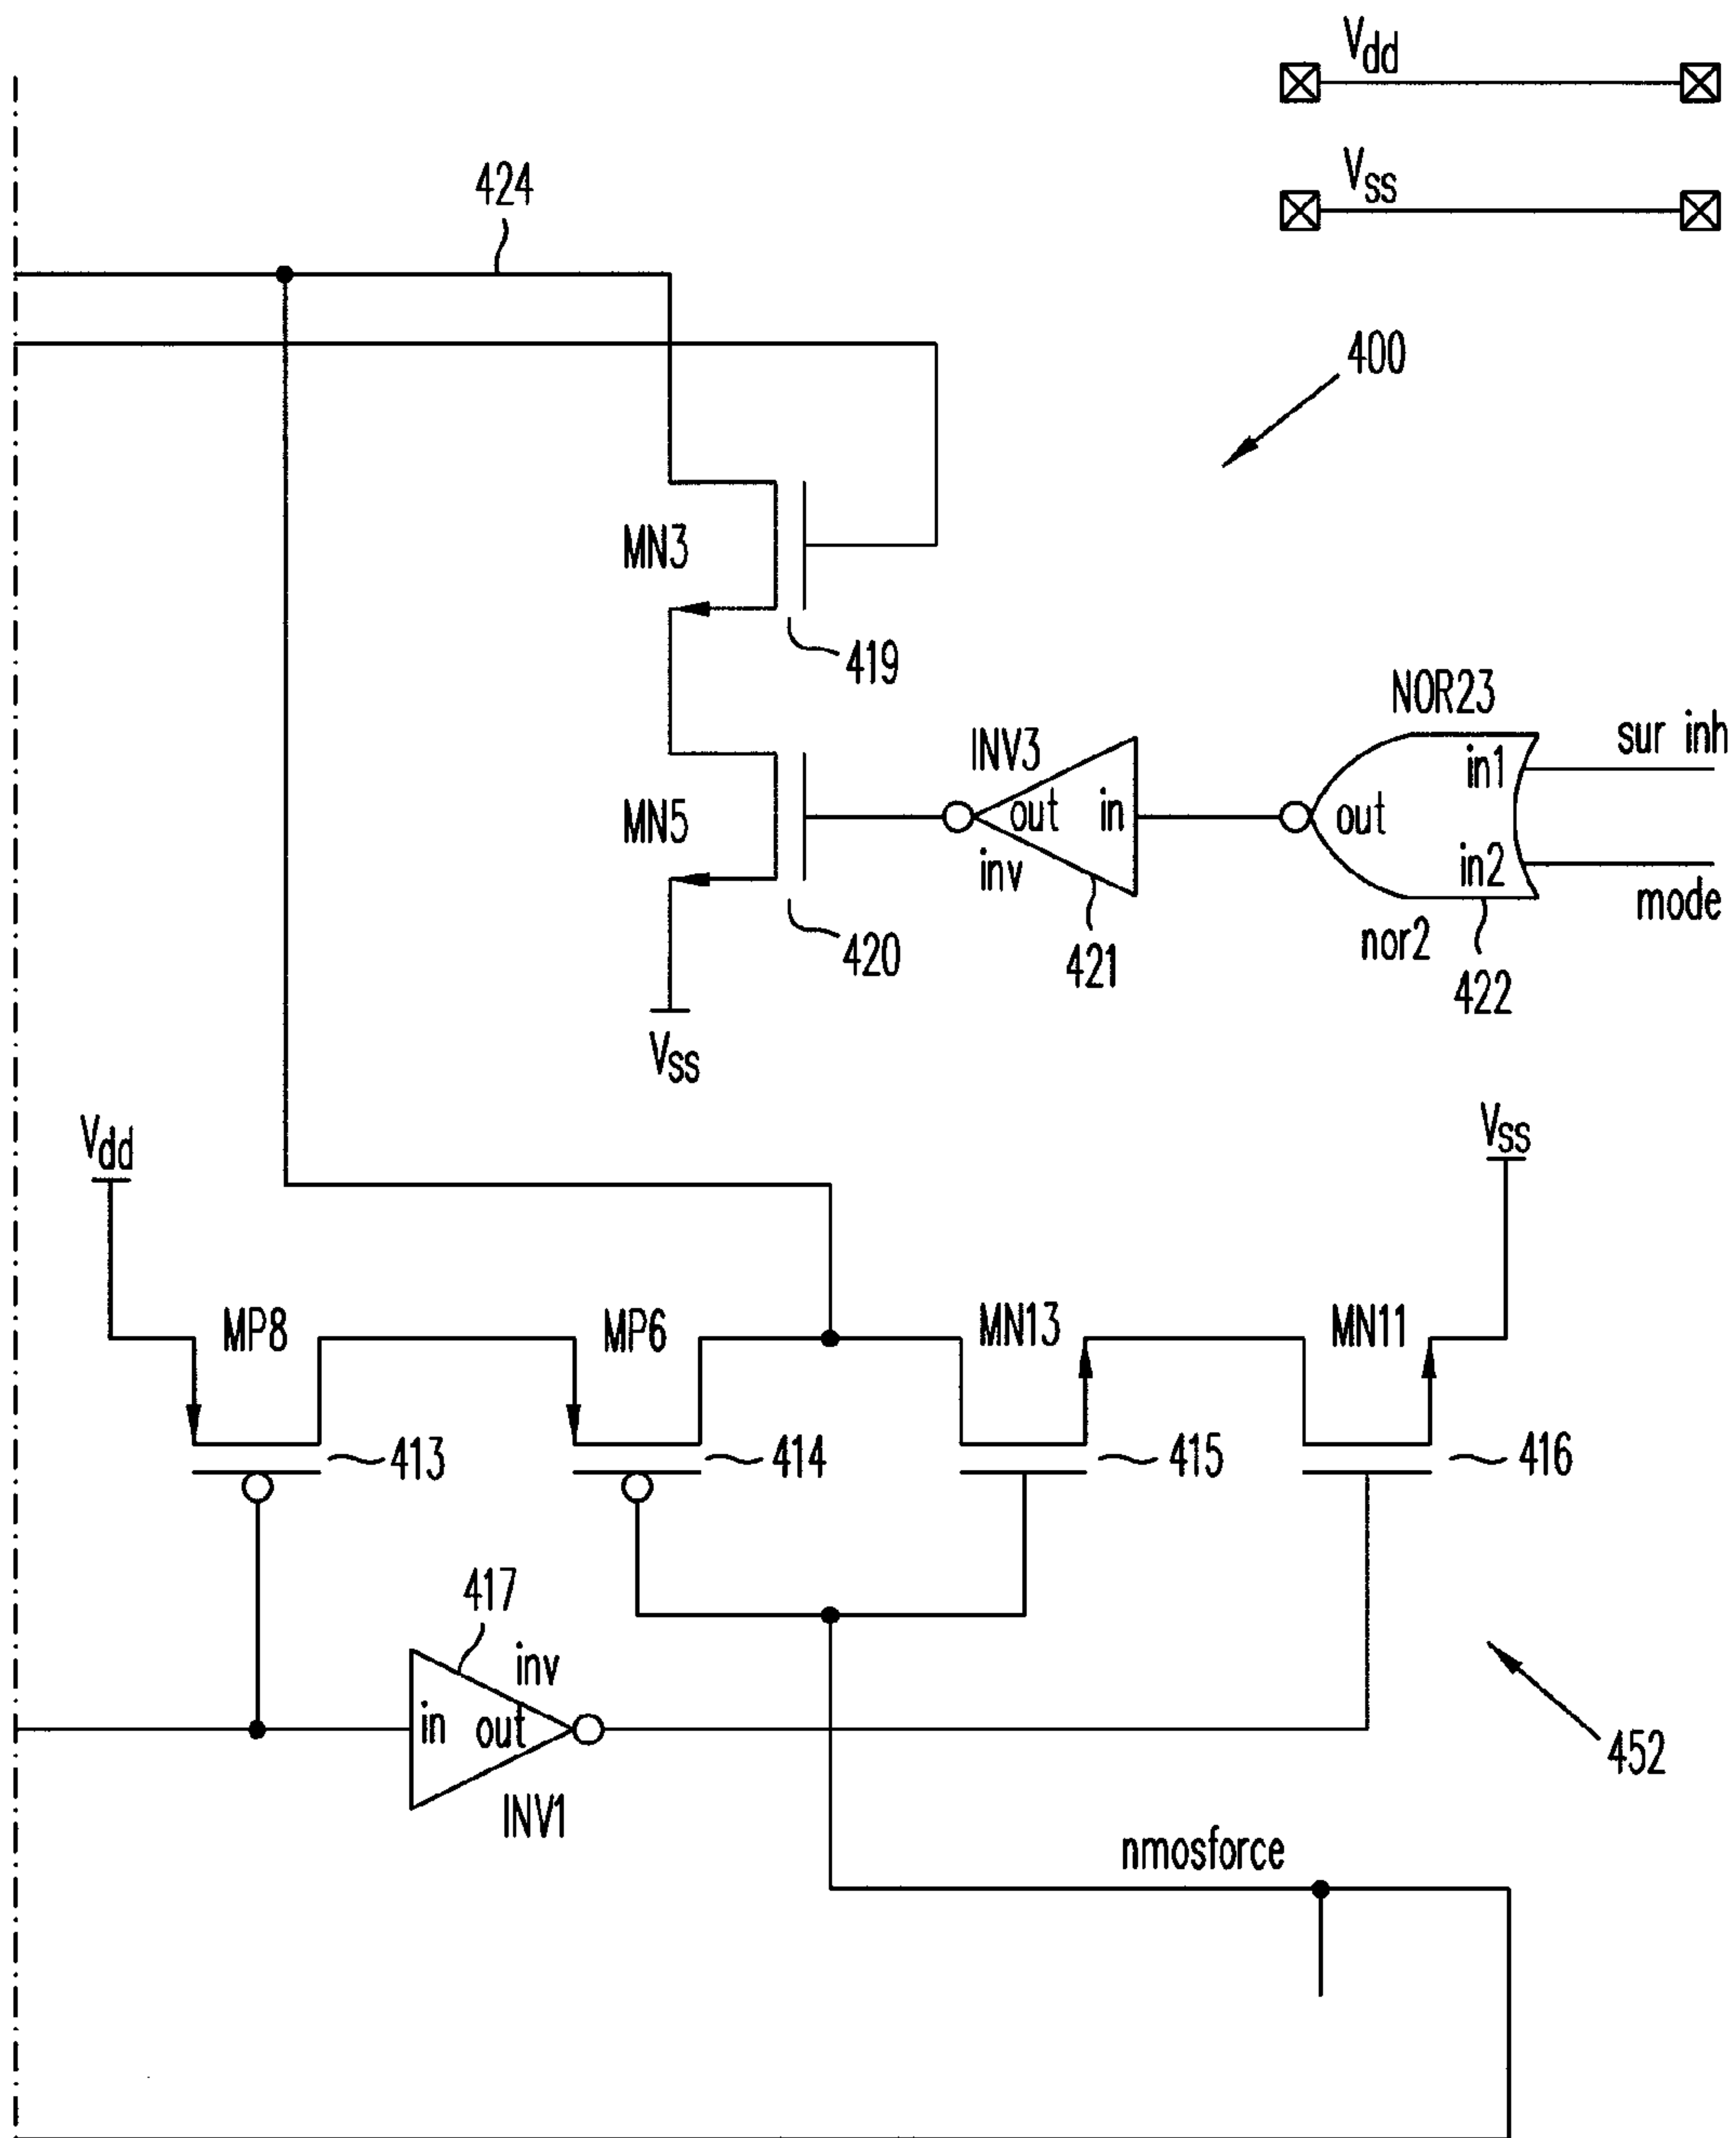 Vdd
Vss
424
400
MN3
419
NOR23
sur inh
in1
INV3
out
in
out
MN5
inv
in2
mode
420
421
nor2
422
Vss
Vdd
Vss
MP8
MP6
MN13
MN11
413
414
415
416
417
inv
in
out
452
INV1
nmosforce